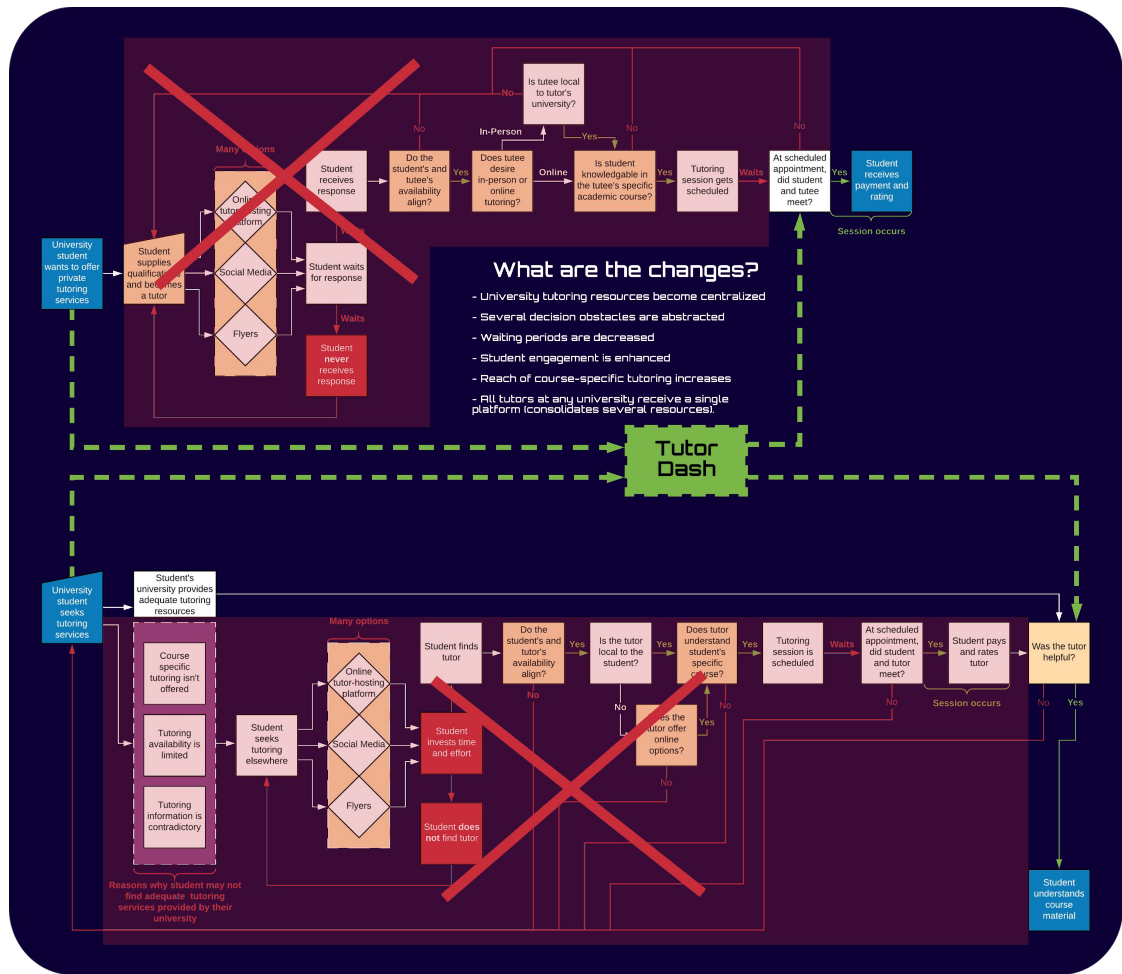 Is tutee local
to tutor's
university?
No
No
No
No
In-Person
Yes
Many options
Student
receives
response
Do the
student's and
tutee's
availability
align?
Yes
Does tutee
desire
in-person or
online
tutoring?
Online
Is student
knowledgable in
the tutee's specific
academic course?
Yes
Tutoring
session gets
scheduled
Waits
At scheduled
appointment,
did student
and tutee
meet?
Yes
Student
receives
payment and
rating
Session occurs
University
student
wants to offer
private
tutoring
services
Student
supplies
qualifications
and becomes
a tutor
Online
tutor-hosting
platform
Social Media
Flyers
Waits
Student waits
for response
Waits
Student
never
receives
response
What are the changes?
- University tutoring resources become centralized
- Several decision obstacles are abstracted
- Waiting periods are decreased
- Student engagement is enhanced
- Reach of course-specific tutoring increases
- All tutors at any university receive a single
platform (consolidates several resources).
Tutor
Dash
University
student
seeks
tutoring
services
Student's
university provides
adequate tutoring
resources
Course
specific
tutoring isn't
offered
Tutoring
availability is
limited
Tutoring
information is
contradictory
Reasons why student may not
find adequate tutoring
services provided by their
university
Student
seeks
tutoring
elsewhere
Many options
Online
tutor-hosting
platform
Social Media
Flyers
Student finds
tutor
Student
invests time
and effort
Student does
not find tutor
Do the
student's and
tutor's
availability
align?
Yes
No
Is the tutor
local to the
student?
Yes
No
Does the
tutor offer
online
options?
Yes
No
Does tutor
understand
student's
specific
course?
Yes
No
Tutoring
session is
scheduled
Waits
At scheduled
appointment,
did student
and tutor
meet?
Yes
No
Student pays
and rates
tutor
Session occurs
Was the tutor
helpful?
No
Yes
Student
understands
course
material